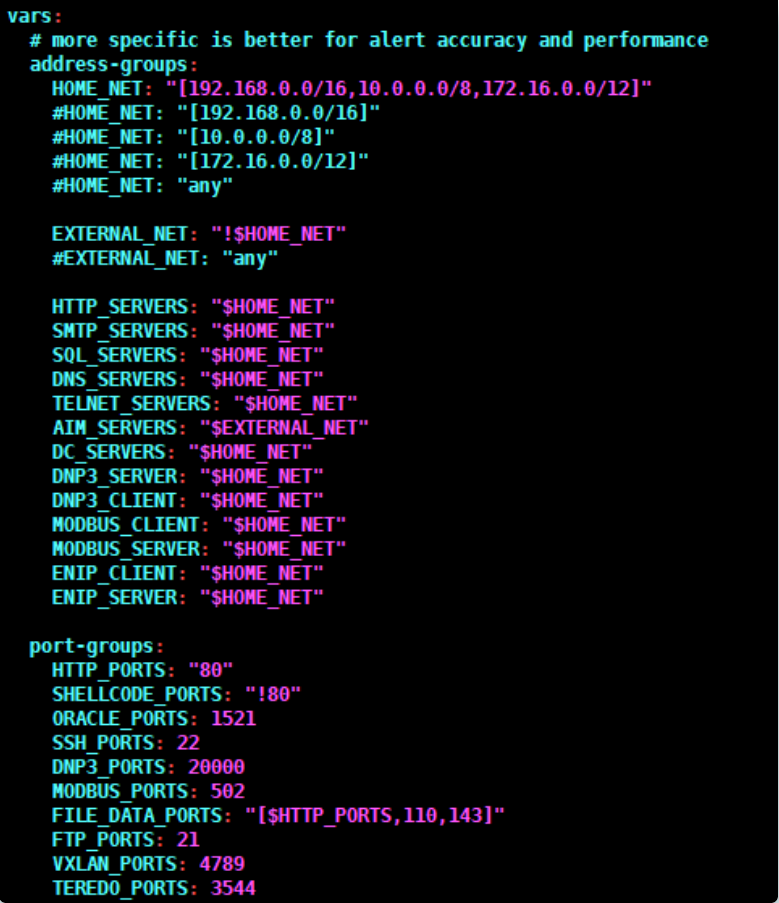 vars:
  # more specific is better for alert accuracy and performance
  address-groups:
    HOME_NET: "[192.168.0.0/16,10.0.0.0/8,172.16.0.0/12]"
    #HOME_NET: "[192.168.0.0/16]"
    #HOME_NET: "[10.0.0.0/8]"
    #HOME_NET: "[172.16.0.0/12]"
    #HOME_NET: "any"

    EXTERNAL_NET: "!$HOME_NET"
    #EXTERNAL_NET: "any"

    HTTP_SERVERS: "$HOME_NET"
    SMTP_SERVERS: "$HOME_NET"
    SQL_SERVERS: "$HOME_NET"
    DNS_SERVERS: "$HOME_NET"
    TELNET_SERVERS: "$HOME_NET"
    AIM_SERVERS: "$EXTERNAL_NET"
    DC_SERVERS: "$HOME_NET"
    DNP3_SERVER: "$HOME_NET"
    DNP3_CLIENT: "$HOME_NET"
    MODBUS_CLIENT: "$HOME_NET"
    MODBUS_SERVER: "$HOME_NET"
    ENIP_CLIENT: "$HOME_NET"
    ENIP_SERVER: "$HOME_NET"

  port-groups:
    HTTP_PORTS: "80"
    SHELLCODE_PORTS: "!80"
    ORACLE_PORTS: 1521
    SSH_PORTS: 22
    DNP3_PORTS: 20000
    MODBUS_PORTS: 502
    FILE_DATA_PORTS: "[$HTTP_PORTS,110,143]"
    FTP_PORTS: 21
    VXLAN_PORTS: 4789
    TEREDO_PORTS: 3544